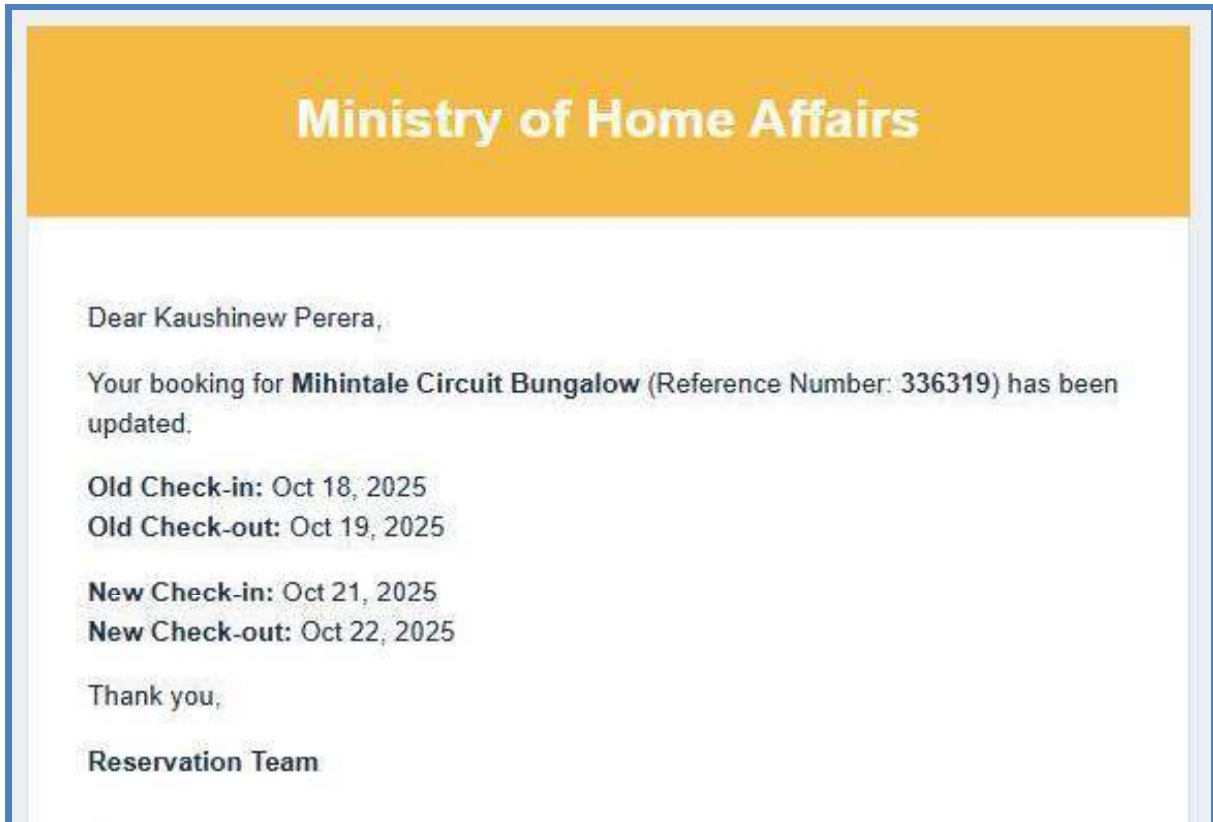 Ministry of Home Affairs
Dear Kaushinew Perera,
Your booking for Mihintale Circuit Bungalow (Reference Number: 336319) has been
updated.
Old Check-in: Oct 18, 2025
Old Check-out: Oct 19, 2025
New Check-in: Oct 21, 2025
New Check-out: Oct 22, 2025
Thank you,
Reservation Team